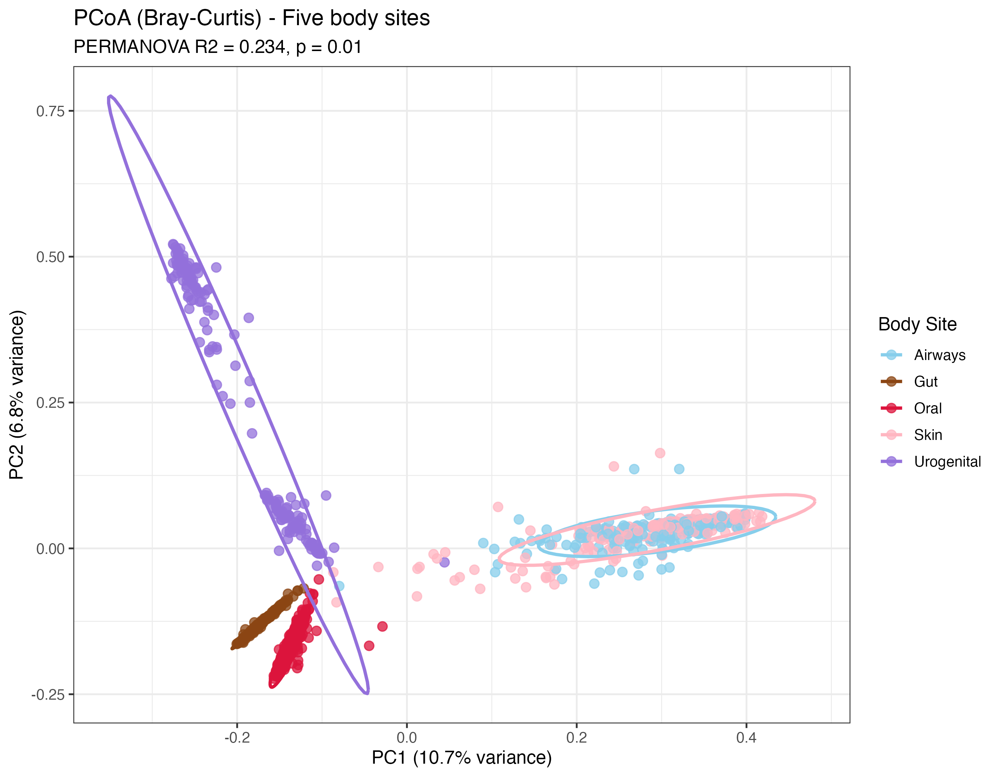 PCoA (Bray-Curtis) - Five body sites
PERMANOVA R2 = 0.234, p = 0.01
PC2 (6.8% variance)
0.75
0.50
0.25
0.00
-0.25
-0.2
0.0
0.2
0.4
PC1 (10.7% variance)
Body Site
Airways
Gut
Oral
Skin
Urogenital